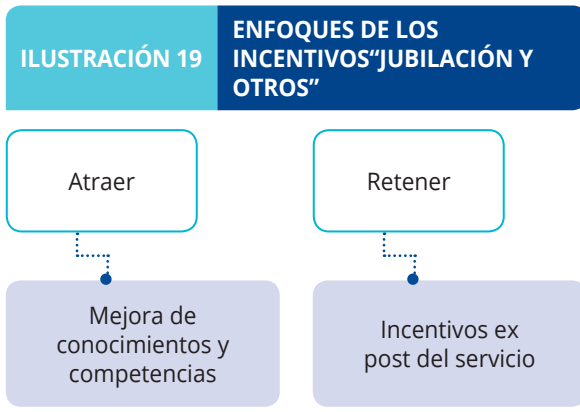 ILUSTRACIÓN 19
ENFOQUES DE LOS
INCENTIVOS“JUBILACIÓN Y
OTROS”
Atraer
Retener
Mejora de
conocimientos y
competencias
Incentivos ex
post del servicio